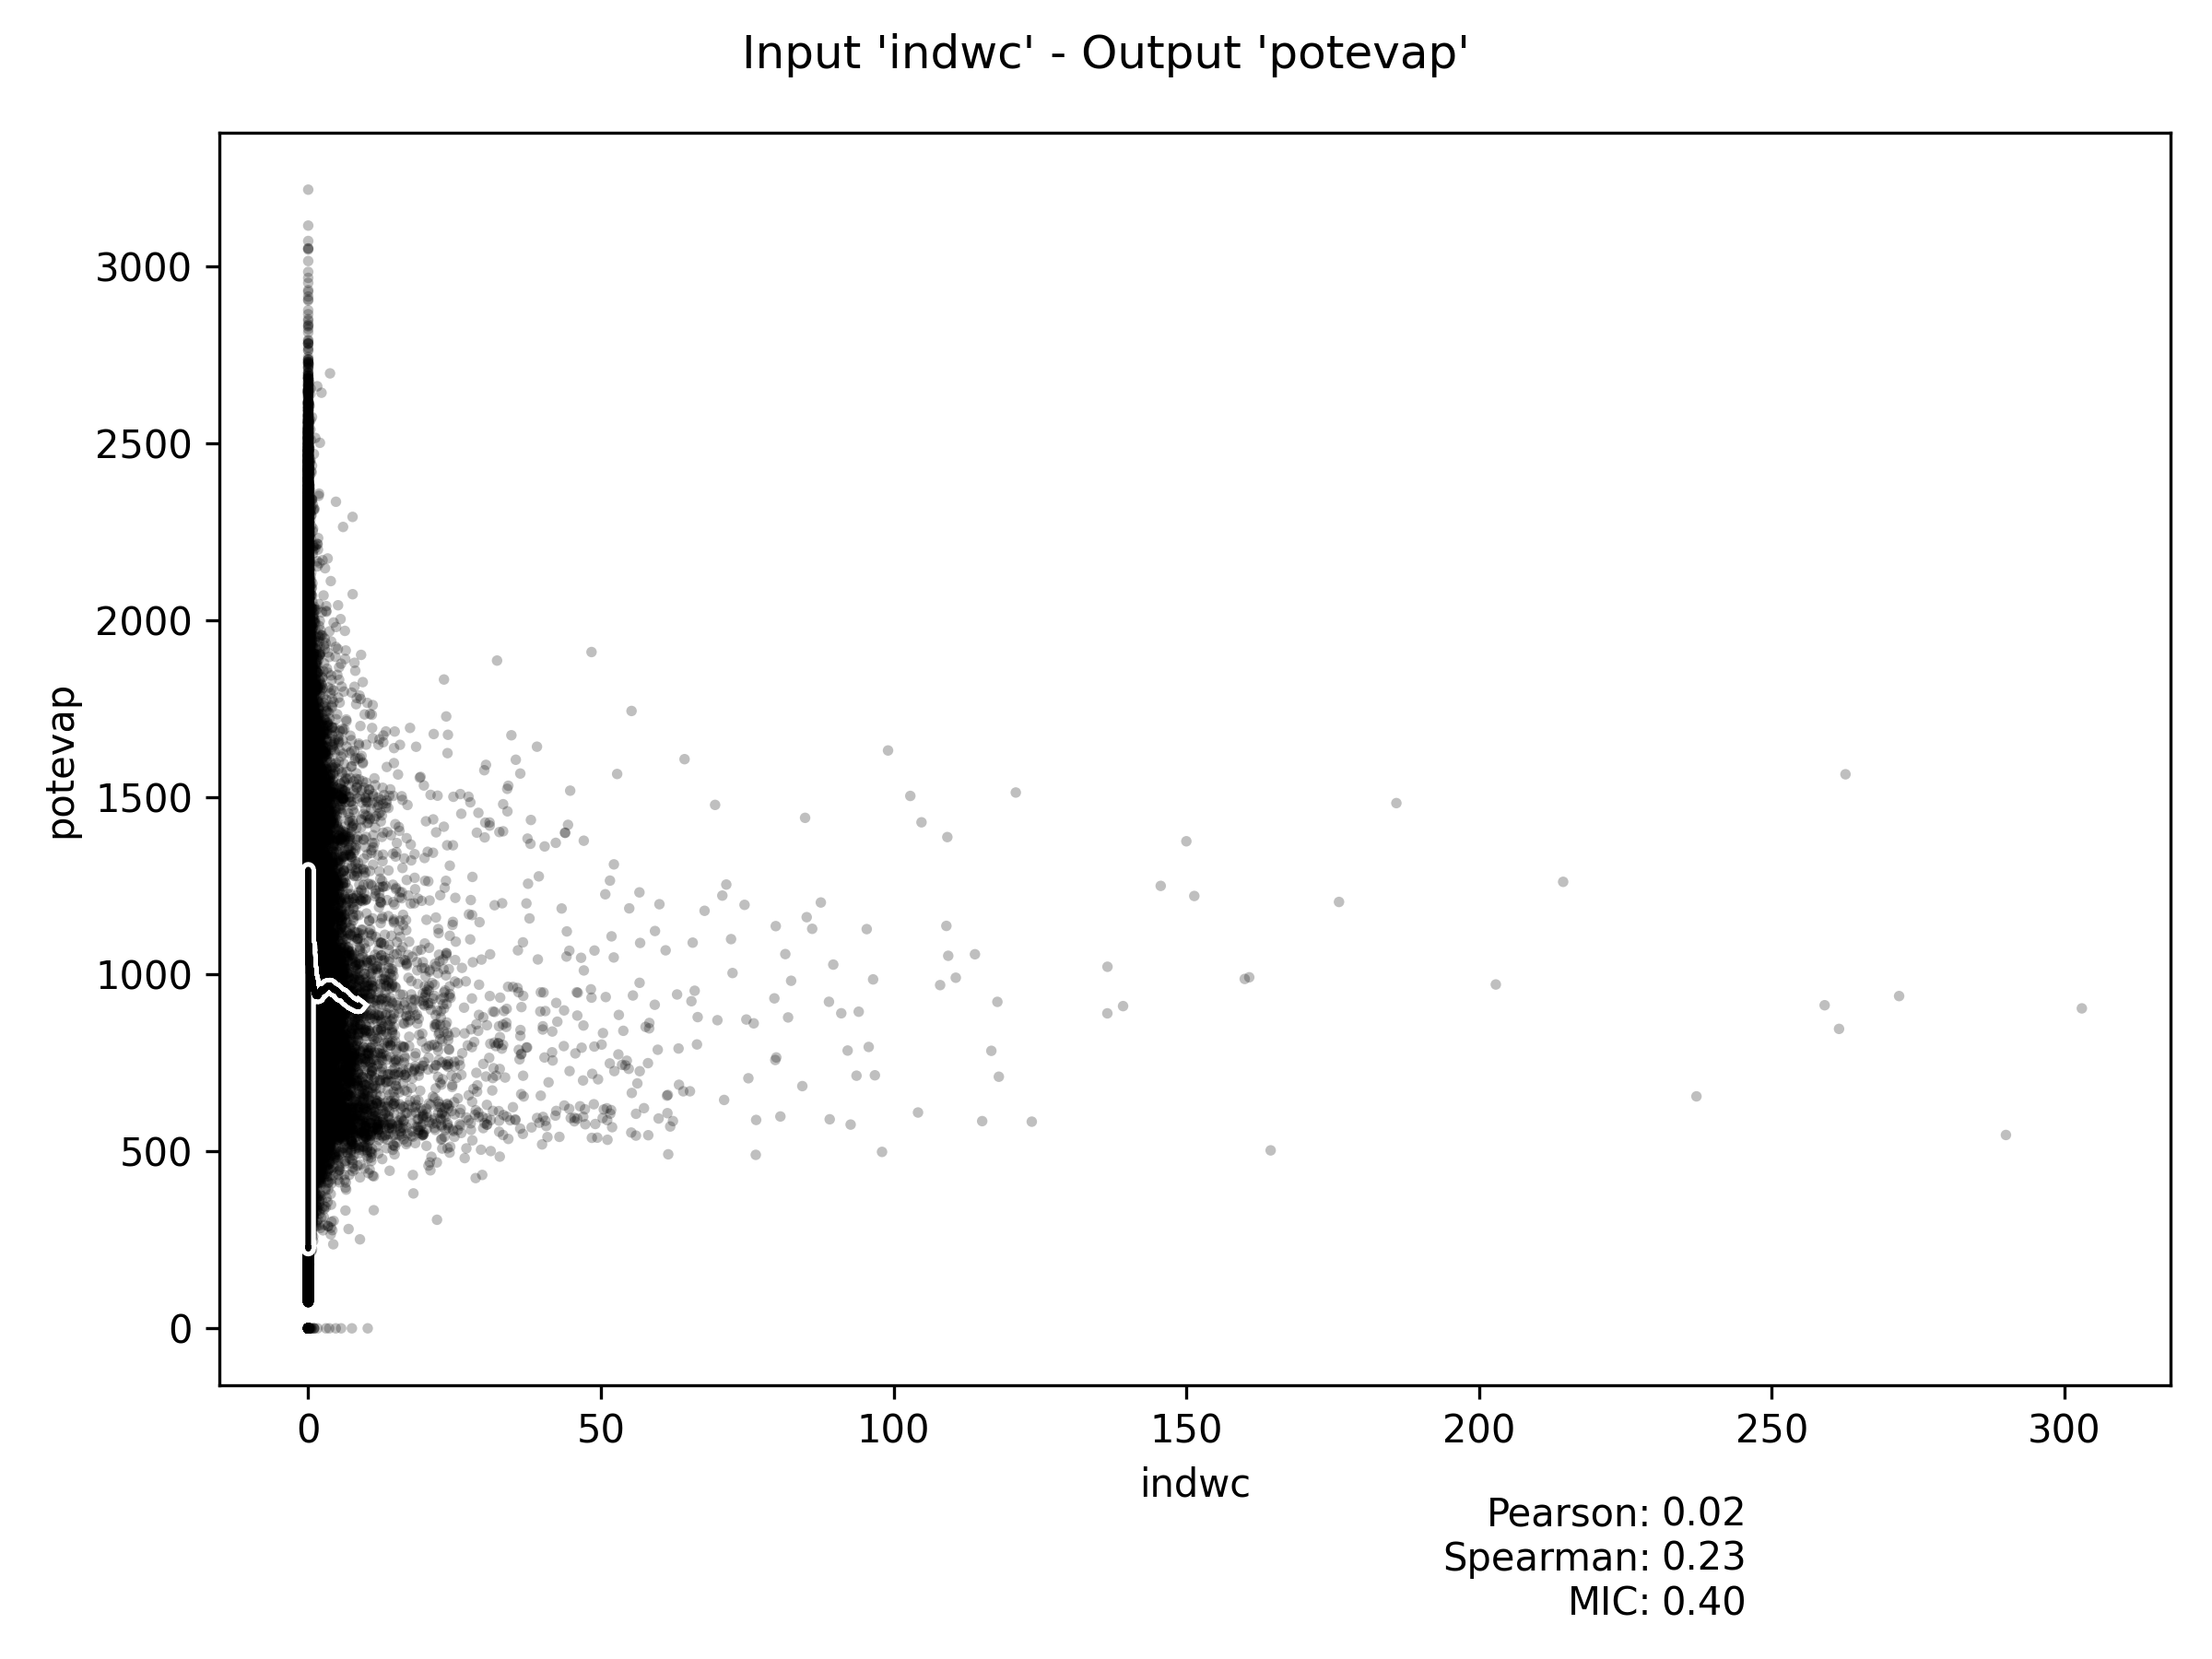 Input 'indwc' - Output 'potevap'
potevap
3000
2500
2000
1500
1000
500
0
0 50 100 150 200 250 300
indwc
Pearson: 0.02
Spearman: 0.23
MIC: 0.40